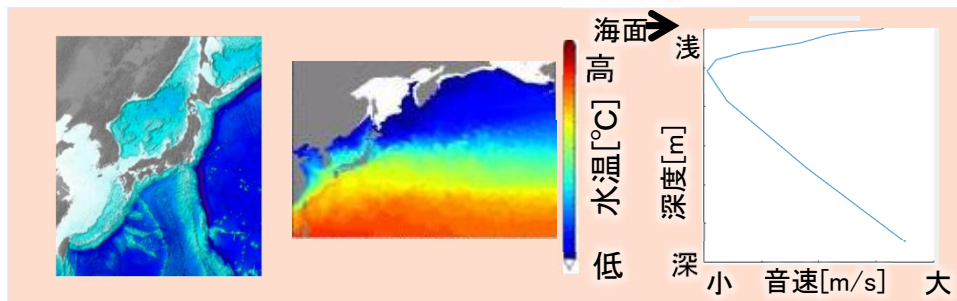 海面
高
水温[℃]
低
浅
深度[m]
深
小
音速[m/s]
大